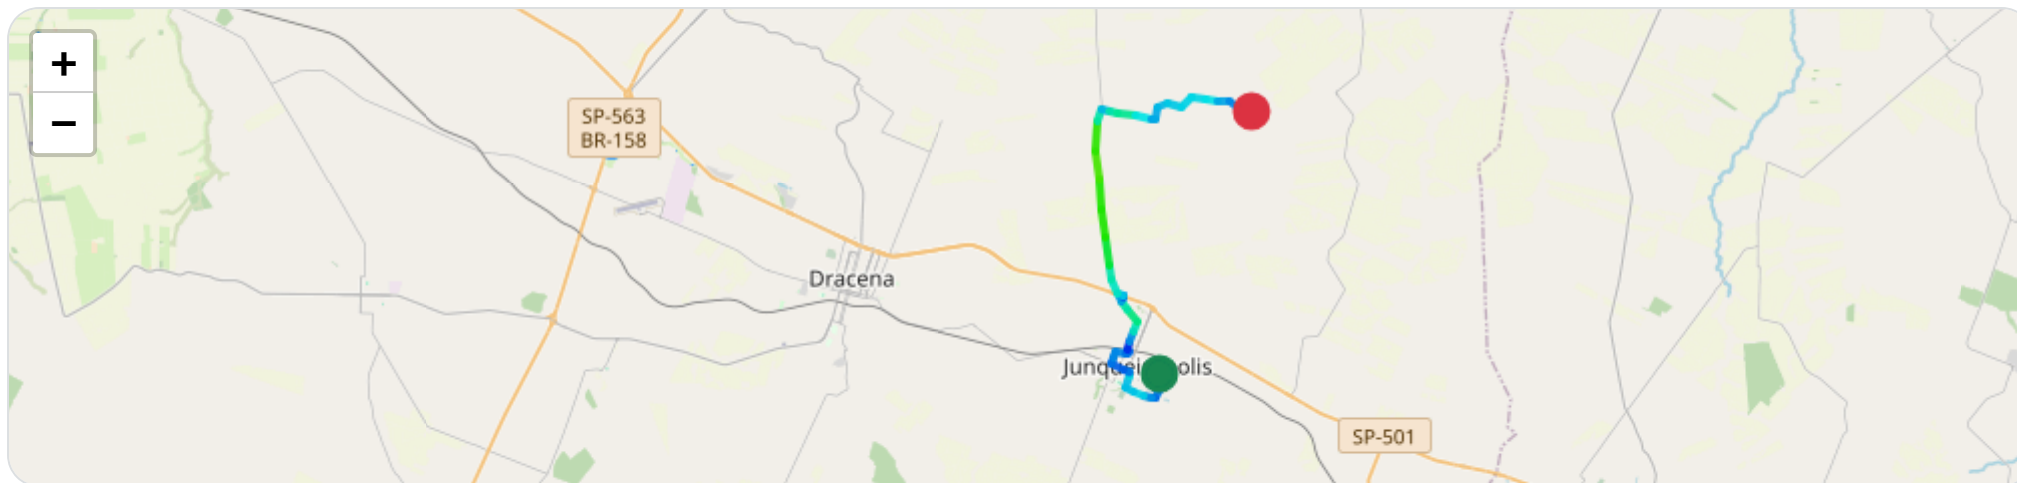 +
−
SP-563
BR-158
Dracena
SP-501